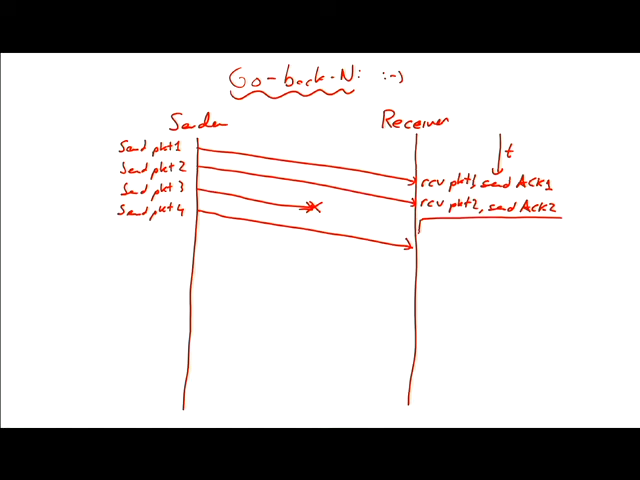 Go-back-N: :-)
Sender
Receiver
Send pkt1
Send pkt2
Send pkt3
Send pkt4
t
rcv pkt1, send ACK1
rcv pkt2, send ACK2